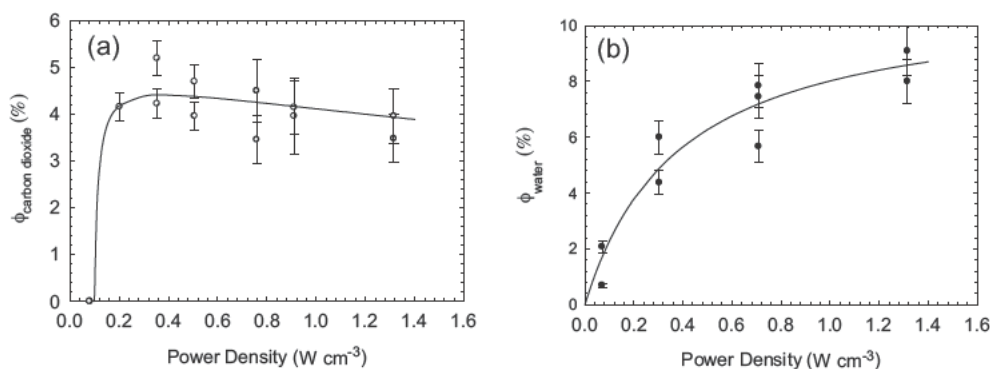 (a)
ϕcarbon dioxide (%)
6
5
4
3
2
1
0
0.0 0.2 0.4 0.6 0.8 1.0 1.2 1.4 1.6
Power Density (W cm-3)
(b)
ϕwater (%)
10
8
6
4
2
0
0.0 0.4 0.6 0.8 1.0 1.2 1.4 1.6
Power Density (W cm-3)